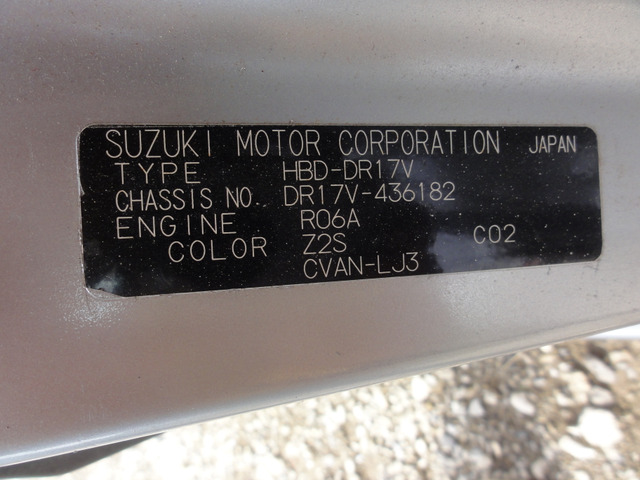 SUZUKI MOTOR CORPORATION JAPAN
TYPE HBD-DR17V
CHASSIS NO. DR17V-436182
ENGINE R06A
COLOR Z2S C02
CVAN-LJ3